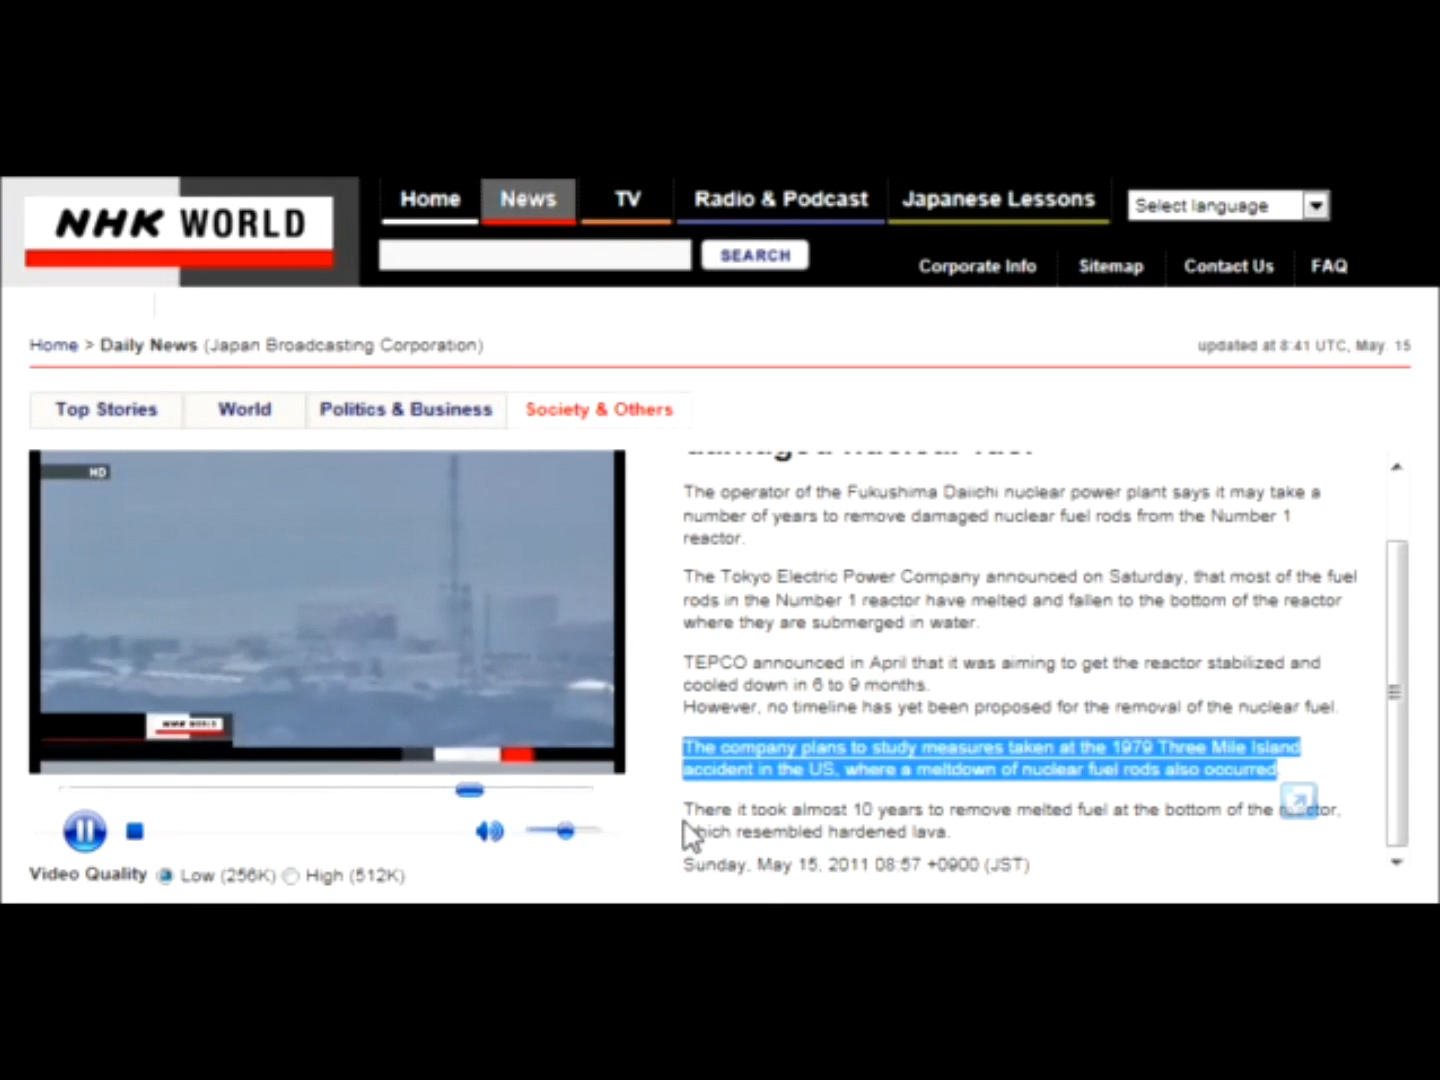 NHK WORLD
Home News TV Radio & Podcast Japanese Lessons Select language
SEARCH
Corporate Info Sitemap Contact Us FAQ
Home > Daily News (Japan Broadcasting Corporation)
updated at 8:41 UTC, May. 15
Top Stories World Politics & Business Society & Others
HD
NHK WORLD
damaged nuclear fuel
The operator of the Fukushima Daiichi nuclear power plant says it may take a
number of years to remove damaged nuclear fuel rods from the Number 1
reactor.
The Tokyo Electric Power Company announced on Saturday, that most of the fuel
rods in the Number 1 reactor have melted and fallen to the bottom of the reactor
where they are submerged in water.
TEPCO announced in April that it was aiming to get the reactor stabilized and
cooled down in 6 to 9 months.
However, no timeline has yet been proposed for the removal of the nuclear fuel.
The company plans to study measures taken at the 1979 Three Mile Island
accident in the US, where a meltdown of nuclear fuel rods also occurred.
There it took almost 10 years to remove melted fuel at the bottom of the reactor,
which resembled hardened lava.
Sunday, May 15, 2011 08:57 +0900 (JST)
Video Quality Low (256K) High (512K)